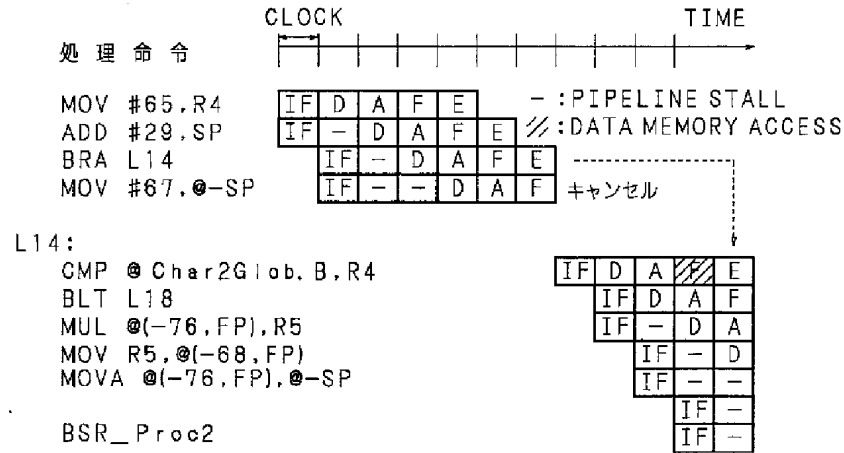 CLOCK TIME
処理命令
MOV #65,R4 IF D A F E - :PIPELINE STALL
ADD #29,SP IF - D A F E :DATA MEMORY ACCESS
BRA L14 IF - D A F E
MOV #67,@-SP IF - - D A F キャンセル
L14:
CMP @Char2Glob.B,R4 IF D A F E
BLT L18 IF D A F
MUL @(-76,FP),R5 IF - D A
MOV R5,@(-68,FP) IF - D
MOVA @(-76,FP),@-SP IF - -
IF -
BSR_Proc2 IF -